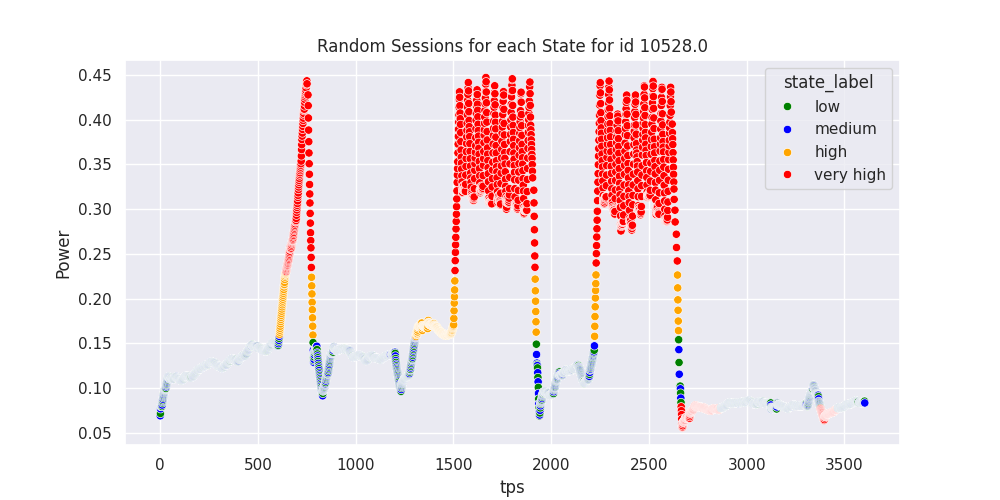 Random Sessions for each State for id 10528.0
state_label
low
medium
high
very high
Power
0.45
0.40
0.35
0.30
0.25
0.20
0.15
0.10
0.05
0
500
1000
1500
2000
2500
3000
3500
tps